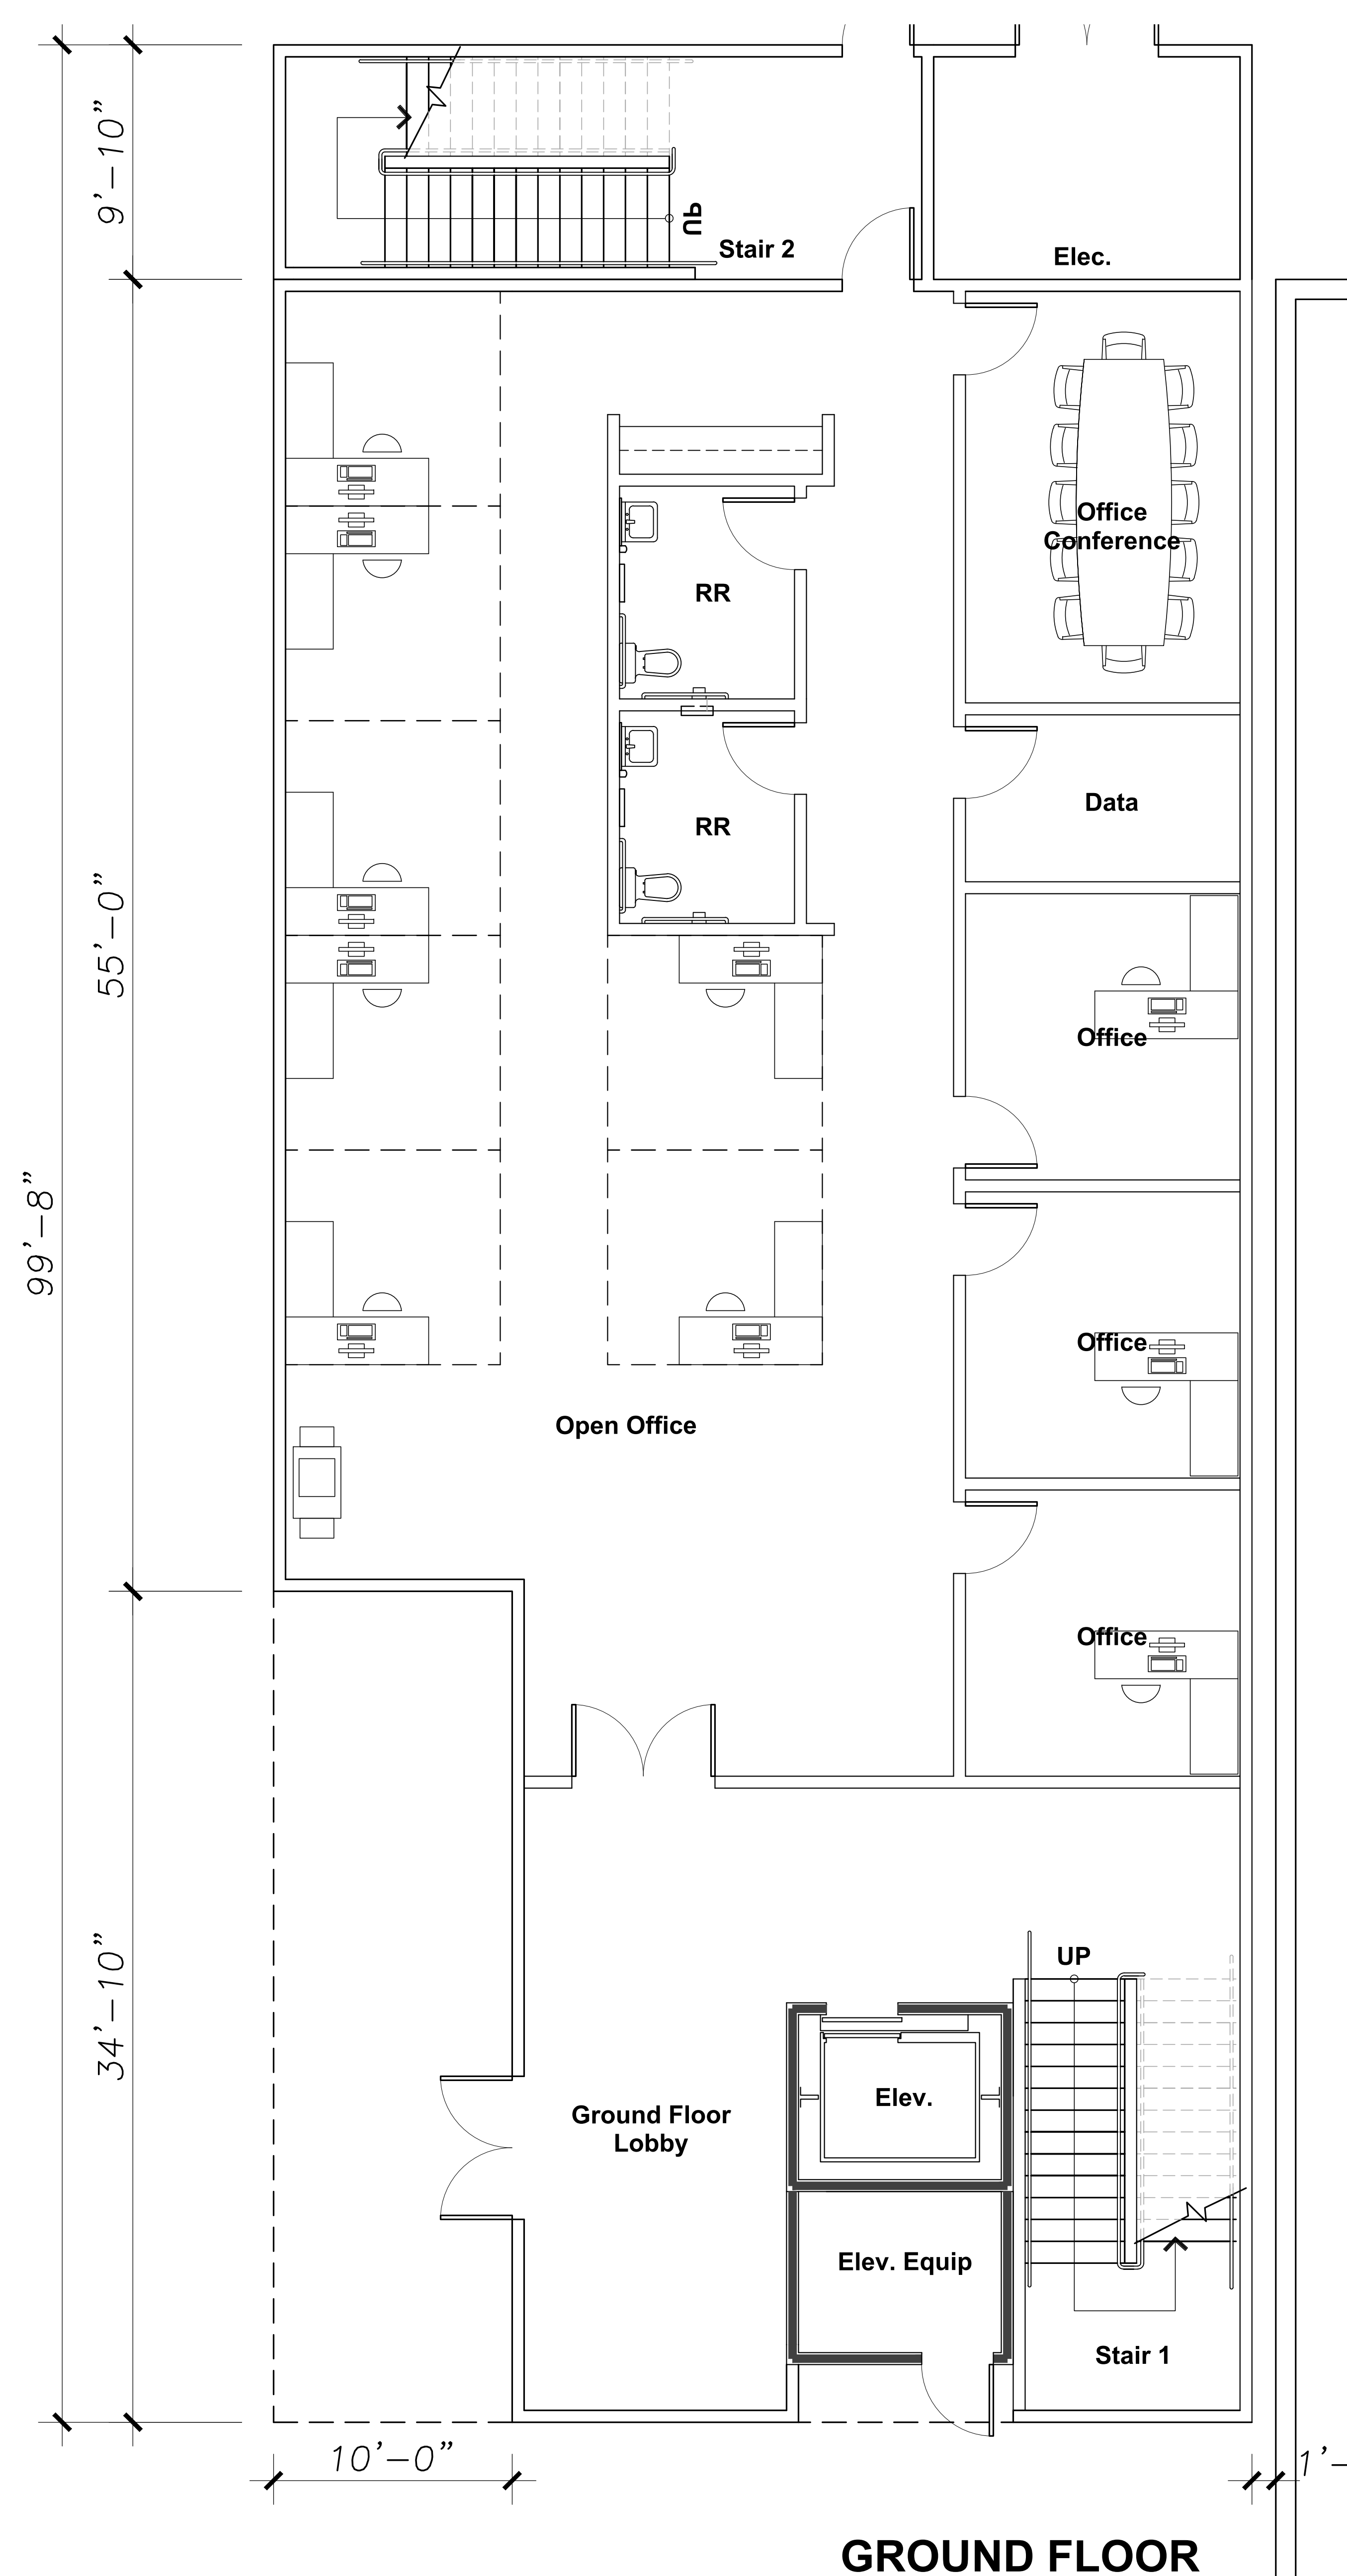 9’–10”
UP
Stair 2
Elec.
Office
Conference
RR
Data
RR
55’–0”
Office
99’–8”
Office
Open Office
Office
UP
34’–10”
Elev.
Ground Floor
Lobby
Elev. Equip
Stair 1
10’–0”
1’–
GROUND FLOOR